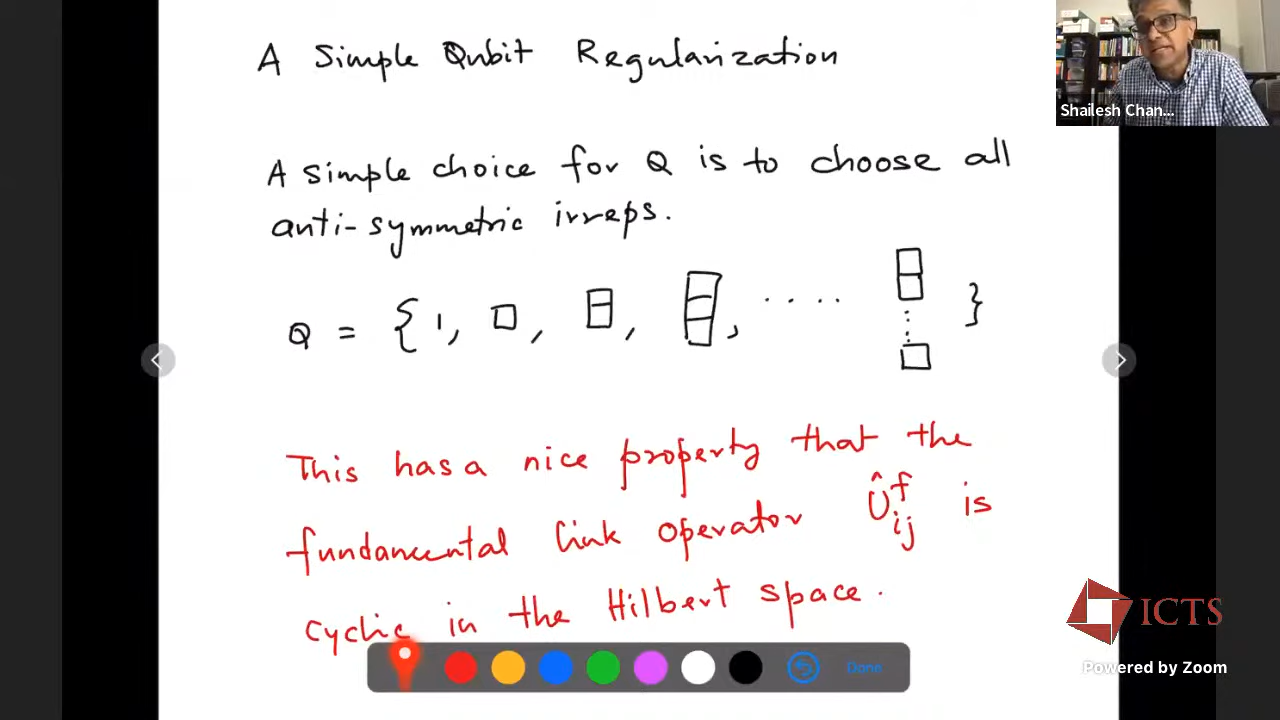 A Simple Qubit Regularization
Shailesh Chan...
A simple choice for Q is to choose all
anti-symmetric irreps.
Q = { 1, □, , , .... }
This has a nice property that the
fundamental link operator Û^f_ij is
cyclic in the Hilbert space.
Done
ICTS
Powered by Zoom